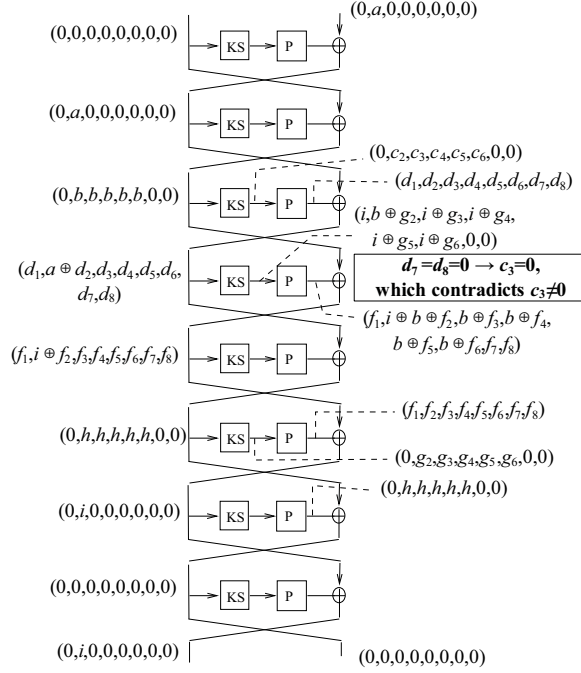 (0,a,0,0,0,0,0,0)
(0,0,0,0,0,0,0,0)
KS
P
(0,a,0,0,0,0,0,0)
KS
P
(0,c2,c3,c4,c5,c6,0,0)
(0,b,b,b,b,b,0,0)
KS
P
(d1,d2,d3,d4,d5,d6,d7,d8)
(i,b ⊕ g2,i ⊕ g3,i ⊕ g4,
i ⊕ g5,i ⊕ g6,0,0)
(d1,a ⊕ d2,d3,d4,d5,d6,
d7,d8)
KS
P
d7=d8=0 → c3=0,
which contradicts c3≠0
(f1,i ⊕ b ⊕ f2,b ⊕ f3,b ⊕ f4,
b ⊕ f5,b ⊕ f6,f7,f8)
(f1,i ⊕ f2,f3,f4,f5,f6,f7,f8)
KS
P
(f1,f2,f3,f4,f5,f6,f7,f8)
(0,h,h,h,h,h,0,0)
KS
P
(0,g2,g3,g4,g5,g6,0,0)
(0,h,h,h,h,h,0,0)
(0,i,0,0,0,0,0,0)
KS
P
(0,0,0,0,0,0,0,0)
KS
P
(0,i,0,0,0,0,0,0)
(0,0,0,0,0,0,0,0)